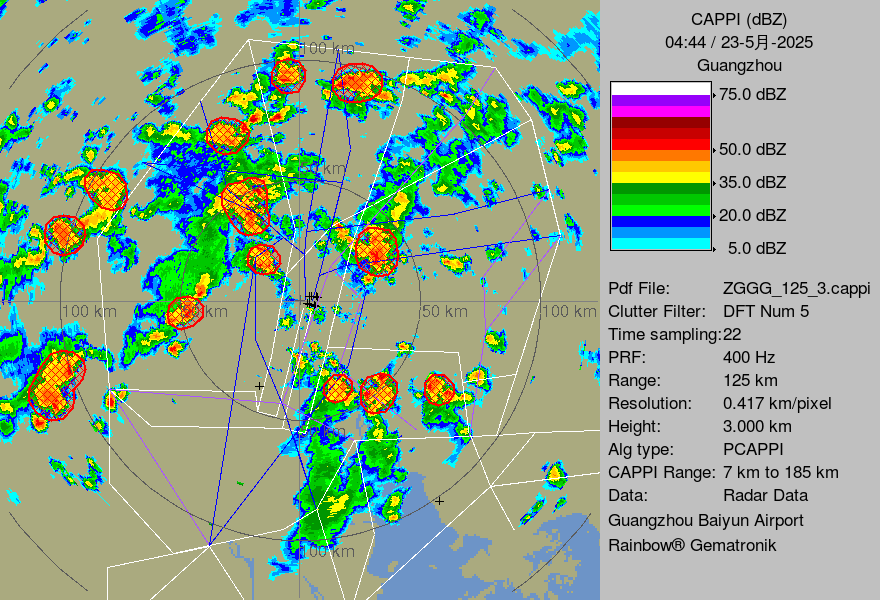 CAPPI (dBZ)
04:44 / 23-5月-2025
Guangzhou
75.0 dBZ
50.0 dBZ
35.0 dBZ
20.0 dBZ
5.0 dBZ
Pdf File: ZGGG_125_3.cappi
Clutter Filter: DFT Num 5
Time sampling:22
PRF: 400 Hz
Range: 125 km
Resolution: 0.417 km/pixel
Height: 3.000 km
Alg type: PCAPPI
CAPPI Range: 7 km to 185 km
Data: Radar Data
Guangzhou Baiyun Airport
Rainbow® Gematronik
100 km
km
100 km
km
50 km
100 km
km
100 km